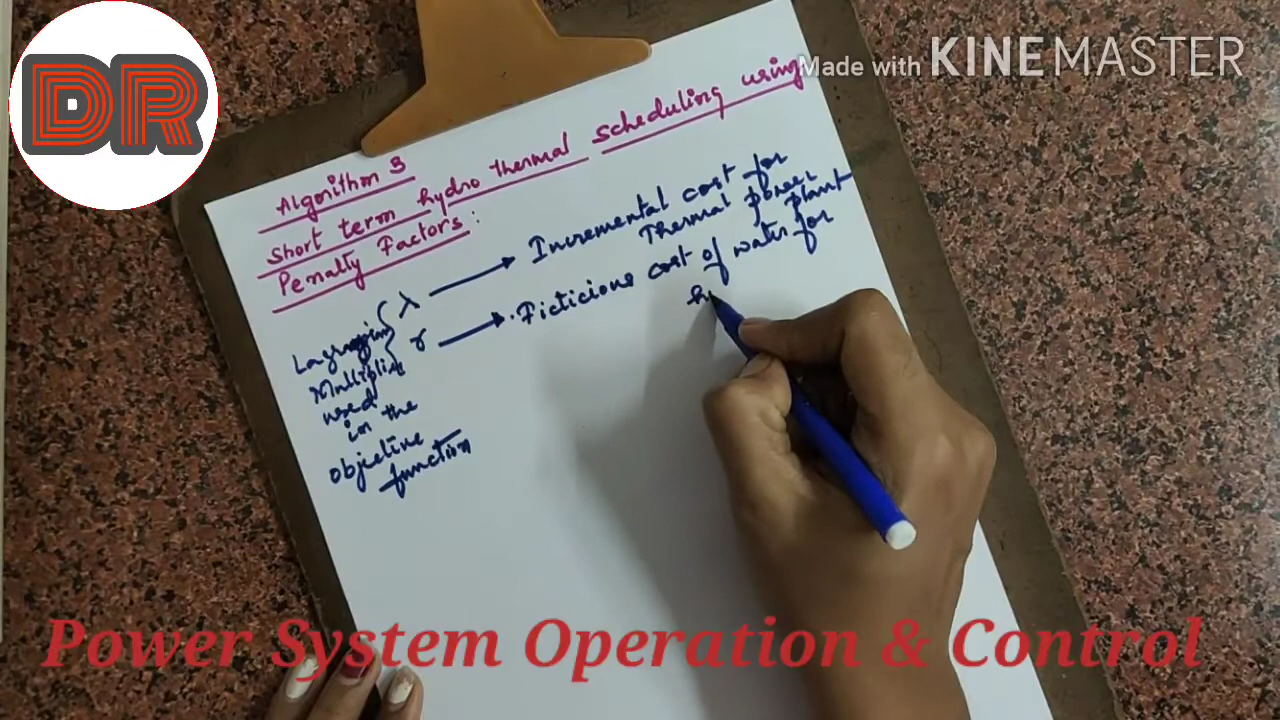 DR
Made with KINEMASTER
Algorithm 3
Short term hydro thermal scheduling using
Penalty Factors:
λ → Incremental cost for
Thermal power
plant
γ → Ficticious cost of water for
hy
Lagrangian
Multiplier
used
in the
objective
function
Power System Operation & Control